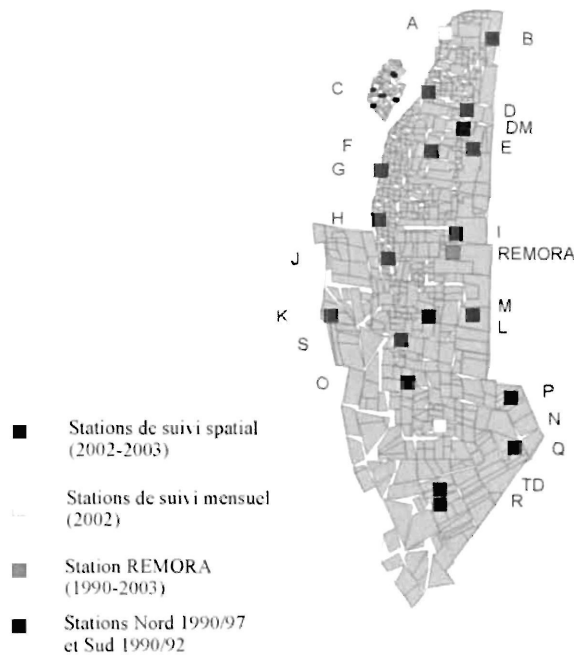 A
B
C
D
DM
F
E
G
H
I
J
REMORA
K
M
L
S
O
P
N
Q
TD
R
Stations de suivi spatial
(2002-2003)
Stations de suivi mensuel
(2002)
Station REMORA
(1990-2003)
Stations Nord 1990/97
et Sud 1990/92